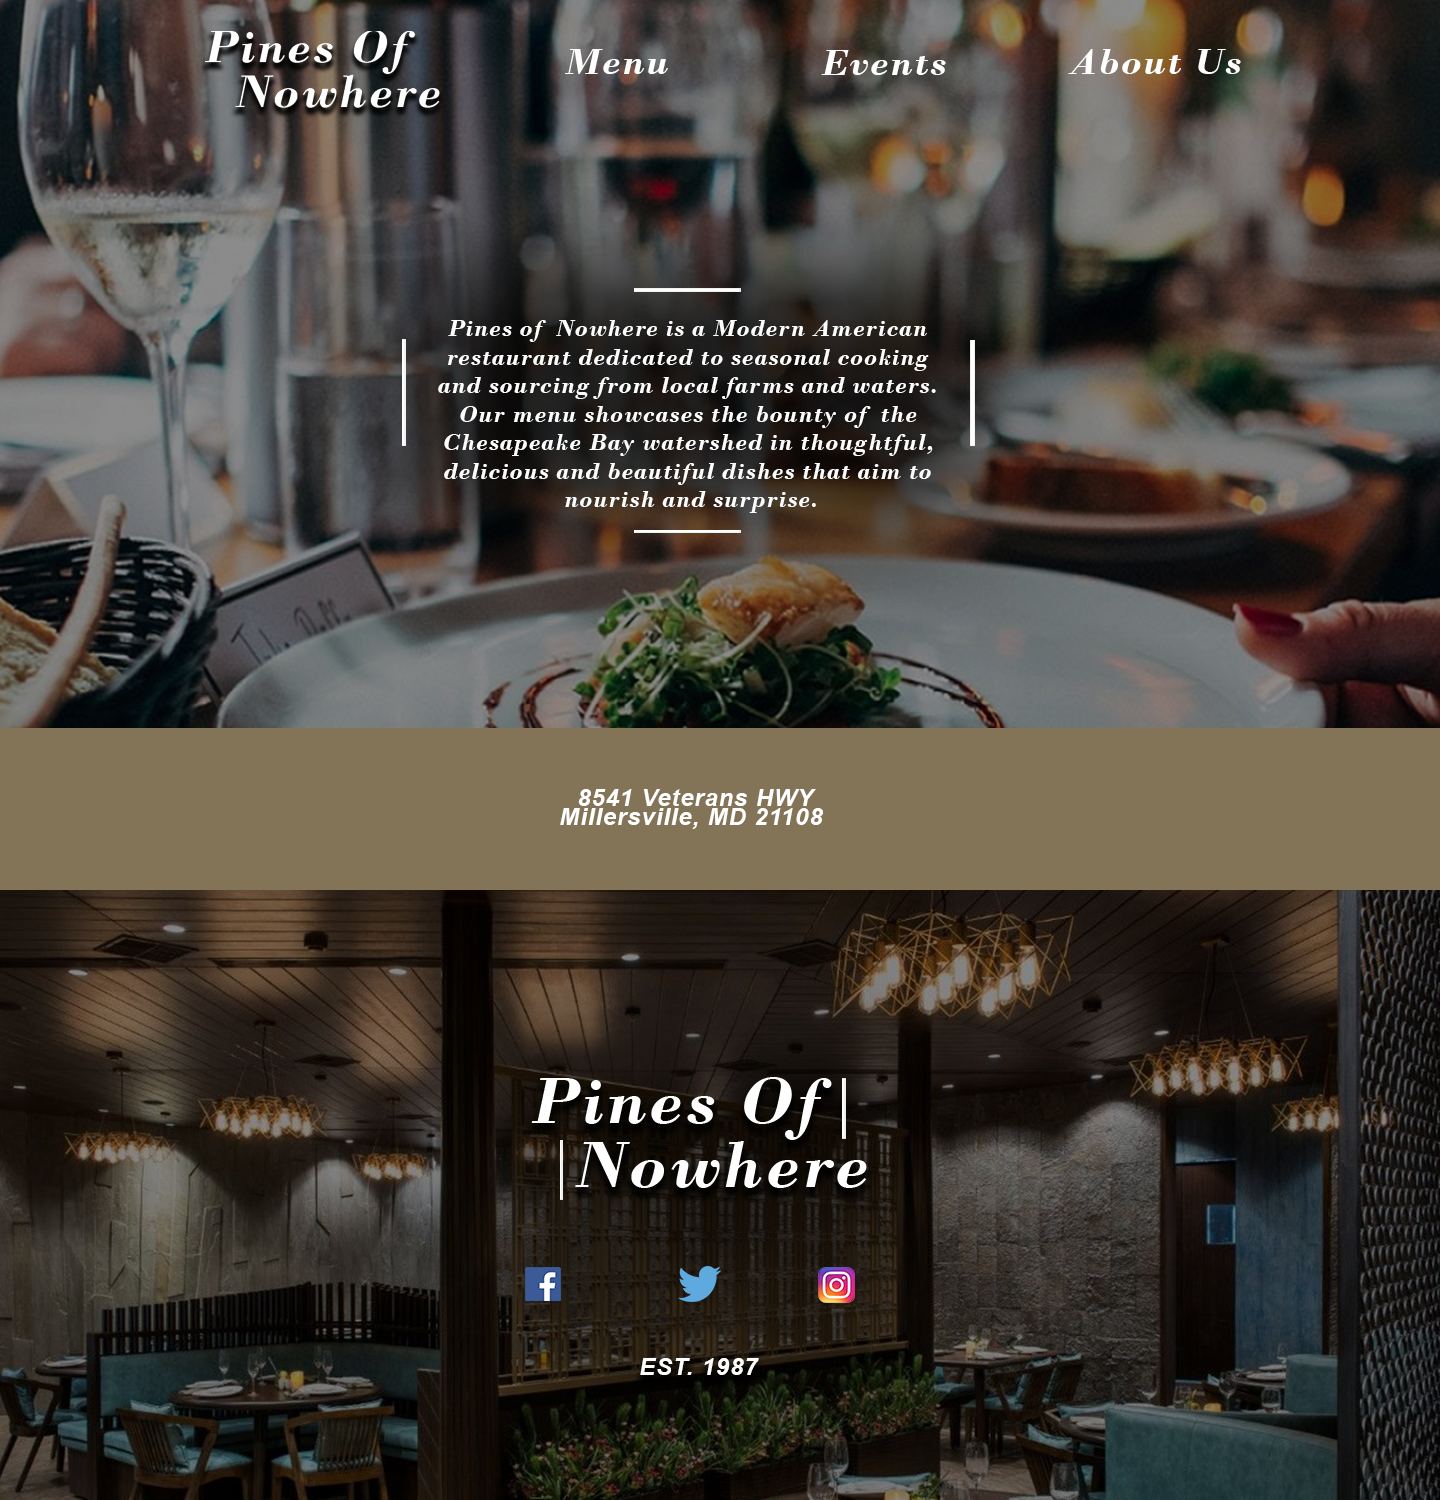 Pines Of
Nowhere
Menu
Events
About Us
Pines of Nowhere is a Modern American
restaurant dedicated to seasonal cooking
and sourcing from local farms and waters.
Our menu showcases the bounty of the
Chesapeake Bay watershed in thoughtful,
delicious and beautiful dishes that aim to
nourish and surprise.
8541 Veterans HWY
Millersville, MD 21108
Pines Of|
|Nowhere
EST. 1987